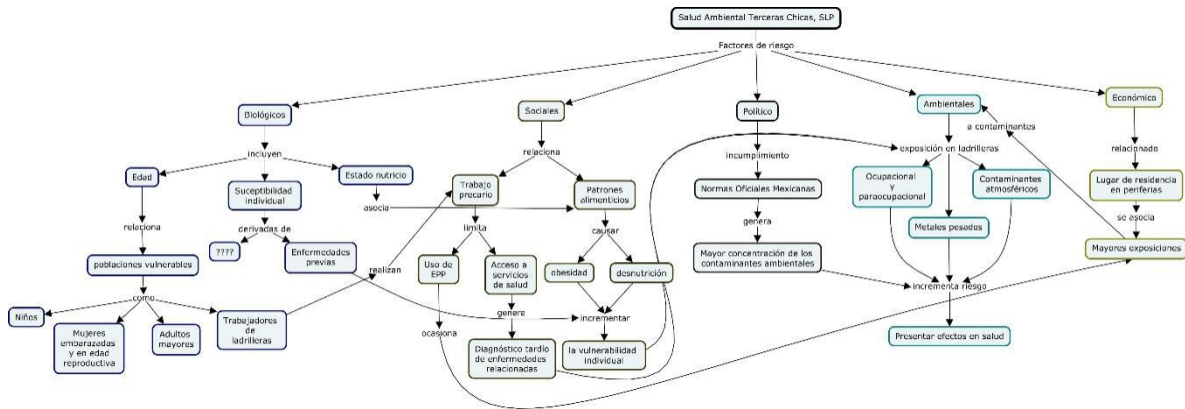 Salud Ambiental Terceras Chicas, SLP
Factores de riesgo
Biológicos
Sociales
Político
Ambientales
Económico
incluyen
relaciona
incumplimiento
a contaminantes
exposición en ladrilleras
relacionado
Edad
Suceptibilidad
individual
Estado nutricio
Trabajo
precario
Patrones
alimenticios
Normas Oficiales Mexicanas
Ocupacional
y
paraocupacional
Contaminantes
atmosféricos
Lugar de residencia
en periferias
relaciona
derivadas de
asocia
limita
causar
genera
Metales pesados
se asocia
poblaciones vulnerables
????
Enfermedades
previas
realizan
Uso de
EPP
Acceso a
servicios
de salud
obesidad
desnutrición
Mayor concentración de los
contaminantes ambientales
Mayores exposiciones
como
incrementa riesgo
Niños
Mujeres
embarazadas
y en edad
reproductiva
Adultos
mayores
Trabajadores
de
ladrilleras
ocasiona
genera
incrementar
Presentar efectos en salud
Diagnóstico tardío
de enfermedades
relacionadas
la vulnerabilidad
individual